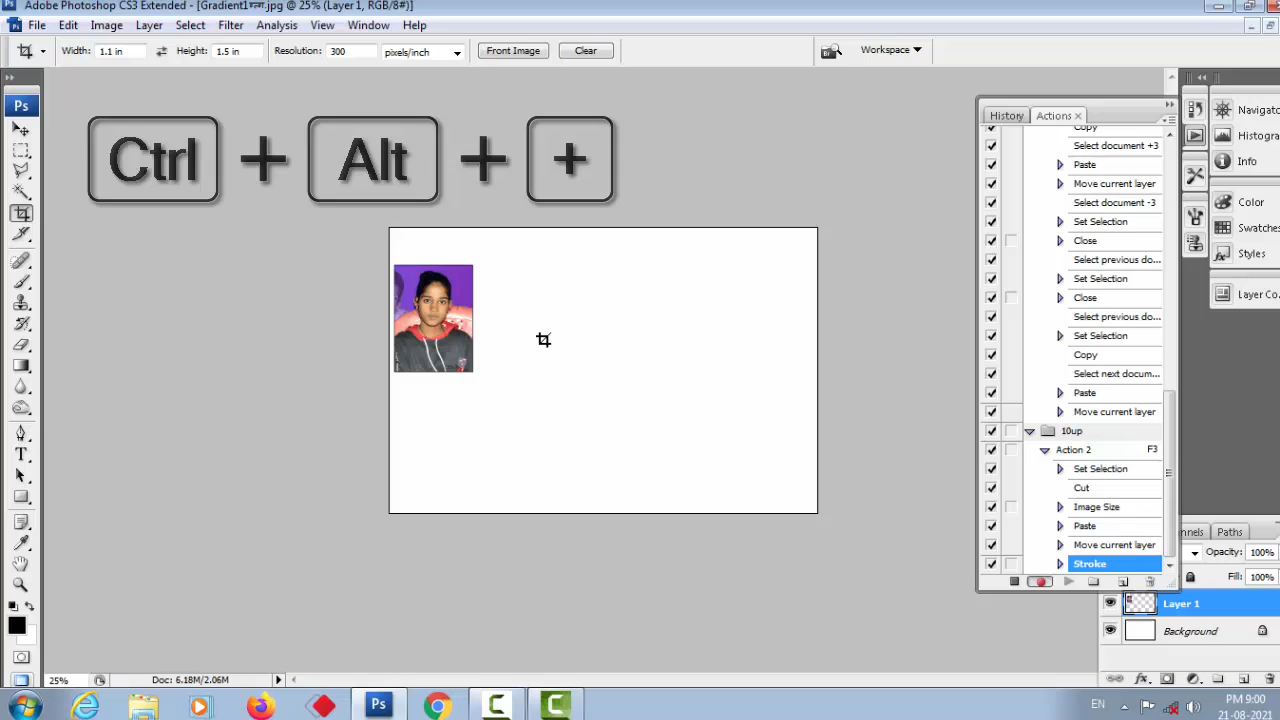 Adobe Photoshop CS3 Extended - [Gradient1कल्ला.jpg @ 25% (Layer 1, RGB/8#)]
File Edit Image Layer Select Filter Analysis View Window Help
Width: 1.1 in Height: 1.5 in Resolution: 300 pixels/inch Front Image Clear Workspace
Ps
Ctrl + Alt + +
History Actions
Copy
Select document +3
Paste
Move current layer
Select document -3
Set Selection
Close
Select previous do...
Set Selection
Close
Select previous do...
Set Selection
Copy
Select next docum...
Paste
Move current layer
10up
Action 2 F3
Set Selection
Cut
Image Size
Paste
Move current layer
Stroke
Navigato
Histogra
Info
Color
Swatches
Styles
Layer Co.
nnels Paths
Opacity: 100%
Fill: 100%
Layer 1
Background
25% Doc: 6.18M/2.06M
EN PM 9:00
21-08-2021